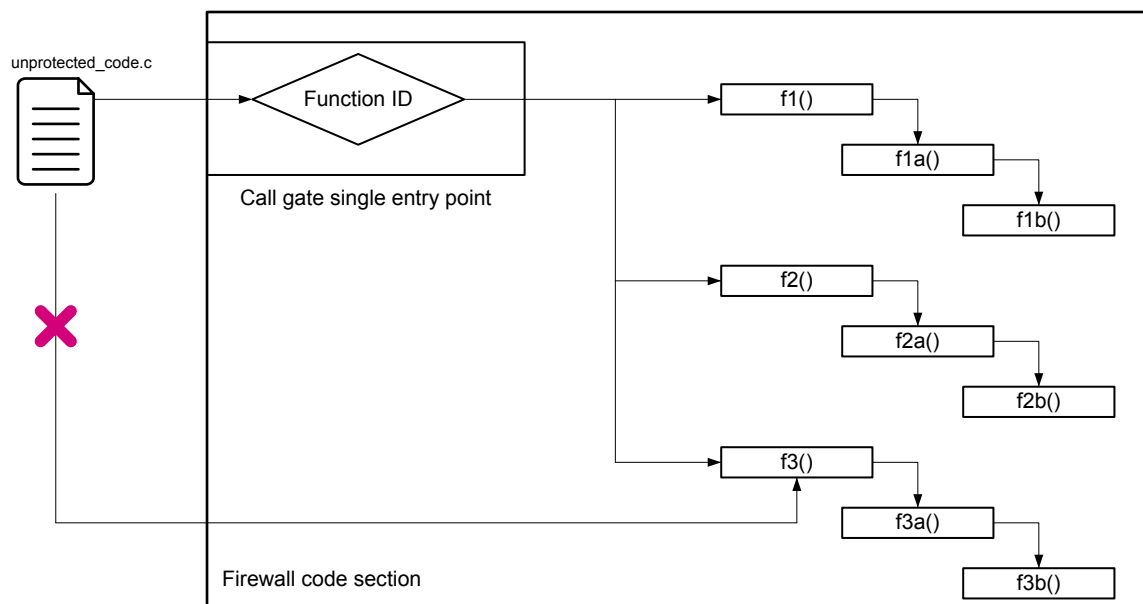 unprotected_code.c
Function ID
Call gate single entry point
f1()
f1a()
f1b()
f2()
f2a()
f2b()
f3()
f3a()
f3b()
Firewall code section